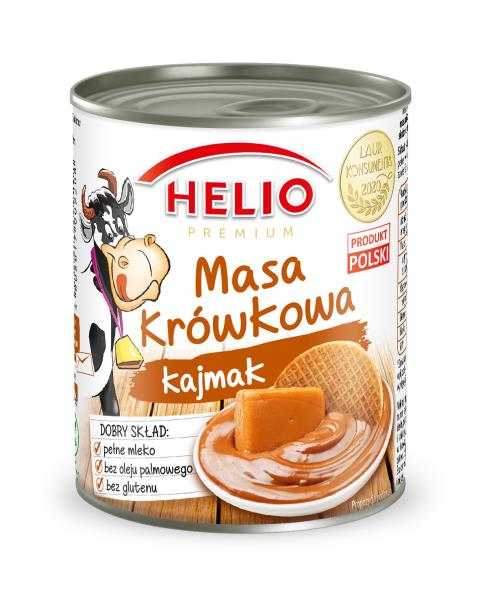 HELIO
PREMIUM
LAUR
KONSUMENTA
2020
PRODUKT
POLSKI
Masa
Krówkowa
kajmak
DOBRY SKŁAD:
pełne mleko
bez oleju palmowego
bez glutenu